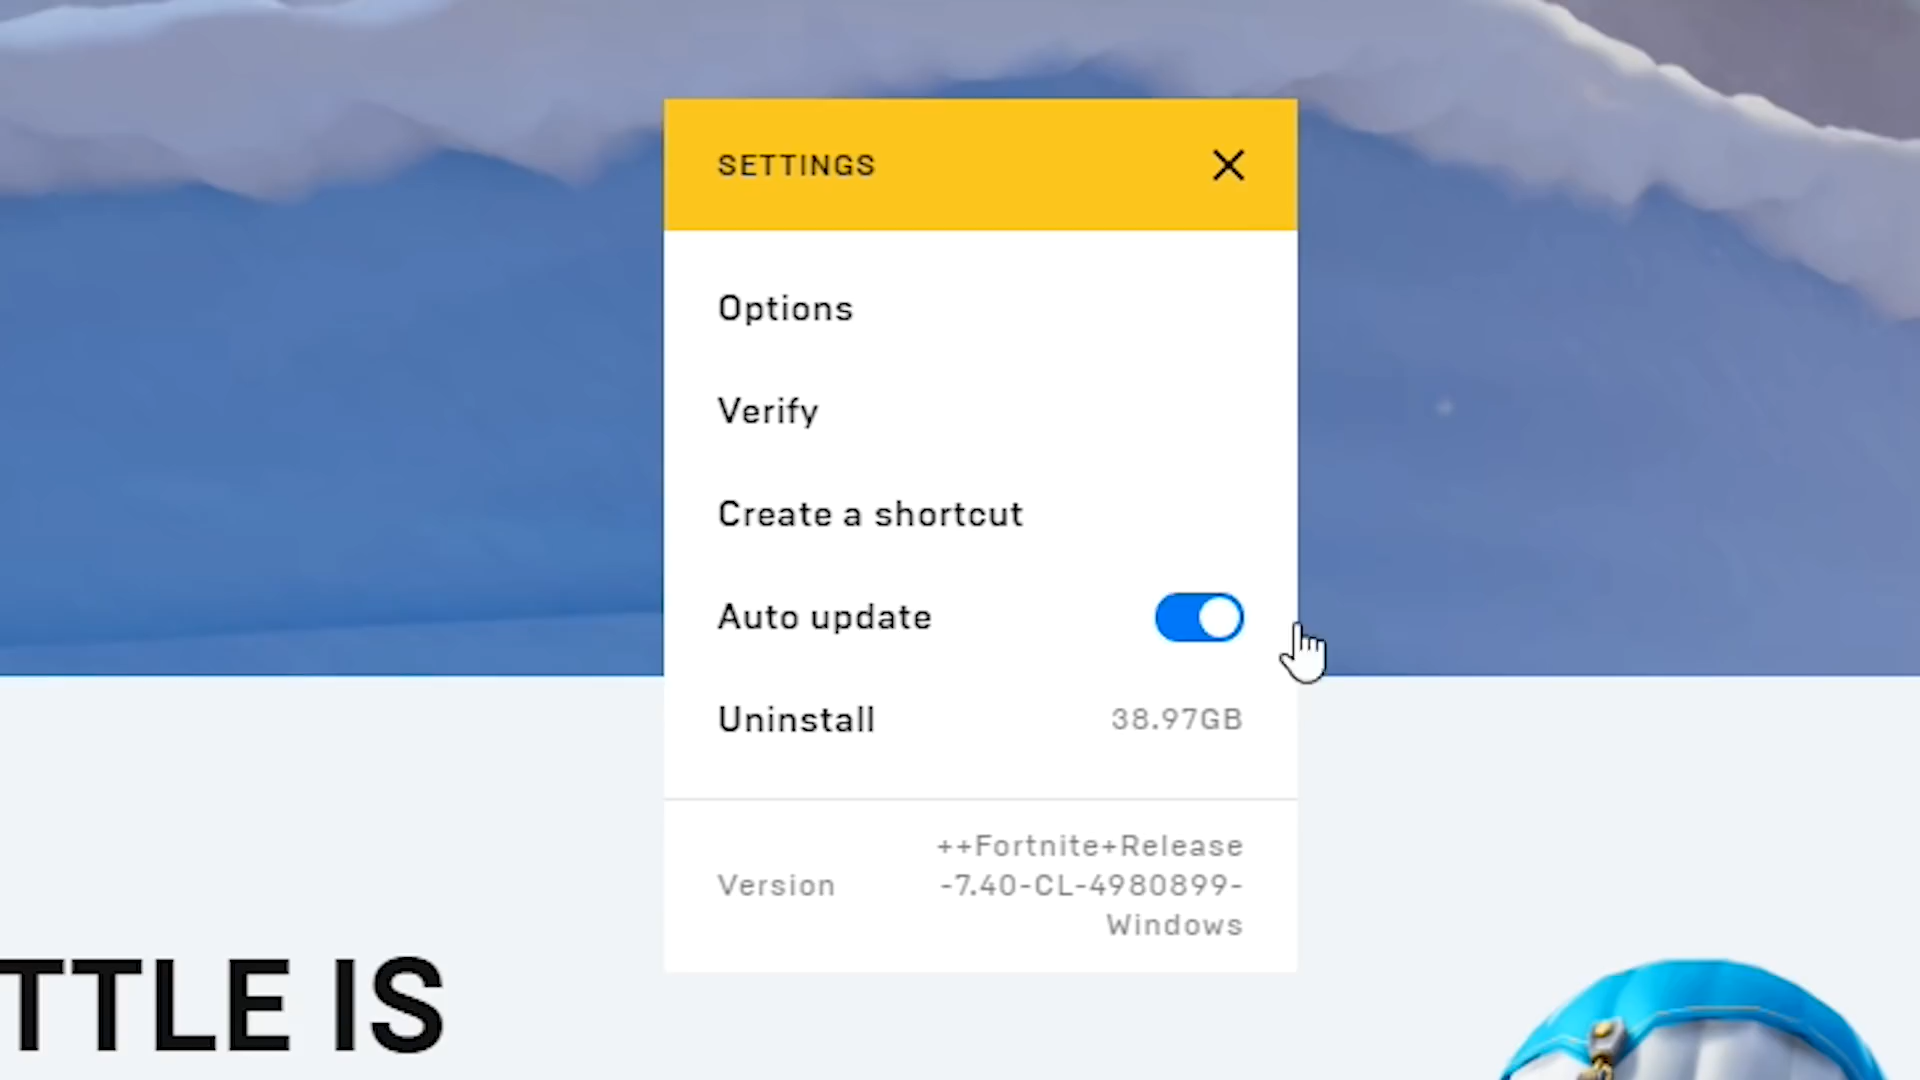 SETTINGS
Options
Verify
Create a shortcut
Auto update
Uninstall 38.97GB
++Fortnite+Release
Version -7.40-CL-4980899-
Windows
TTLE IS